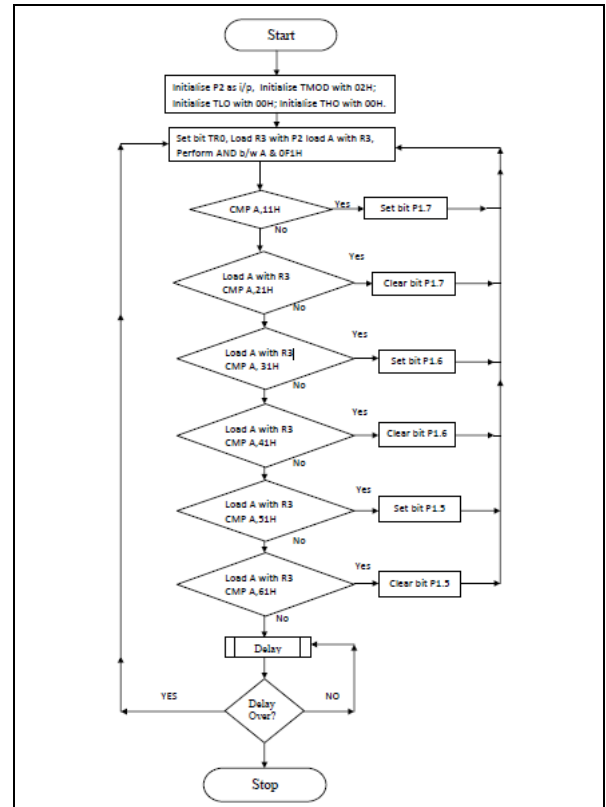 Start
Initialise P2 as i/p, Initialise TMOD with 02H;
Initialise TLO with 00H; Initialise THO with 00H.
Set bit TR0, Load R3 with P2 load A with R3,
Perform AND b/w A & 0F1H
CMP A,11H
Yes
Set bit P1.7
No
Load A with R3
CMP A,21H
Yes
Clear bit P1.7
No
Load A with R3
CMP A, 31H
Yes
Set bit P1.6
No
Load A with R3
CMP A,41H
Yes
Clear bit P1.6
No
Load A with R3
CMP A,51H
Yes
Set bit P1.5
No
Load A with R3
CMP A,61H
Yes
Clear bit P1.5
No
Delay
YES
NO
Delay
Over?
Stop